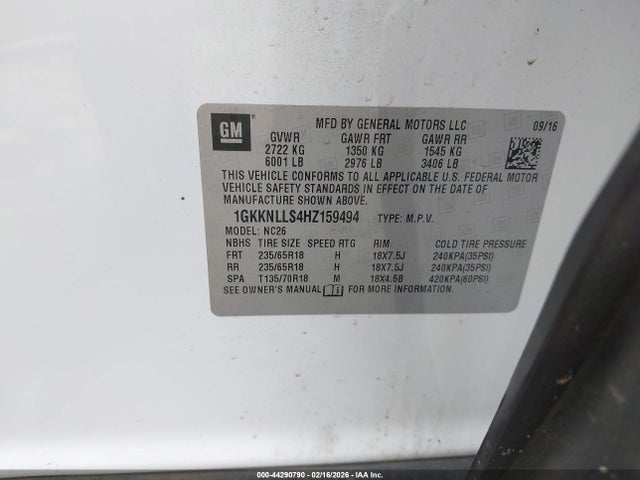 GM
MFD BY GENERAL MOTORS LLC 09/16
GVWR GAWR FRT GAWR RR
2722 KG 1350 KG 1545 KG
6001 LB 2976 LB 3406 LB
THIS VEHICLE CONFORMS TO ALL APPLICABLE U.S. FEDERAL MOTOR
VEHICLE SAFETY STANDARDS IN EFFECT ON THE DATE OF
MANUFACTURE SHOWN ABOVE.
1GKKNLLS4HZ159494 TYPE: M.P.V.
MODEL: NC26
NBHS TIRE SIZE SPEED RTG RIM COLD TIRE PRESSURE
FRT 235/65R18 H 18X7.5J 240KPA(35PSI)
RR 235/65R18 H 18X7.5J 240KPA(35PSI)
SPA T135/70R18 M 18X4.5B 420KPA(60PSI)
SEE OWNER'S MANUAL FOR MORE INFORMATION.
000-44290790 - 02/16/2026 - IAA, Inc.